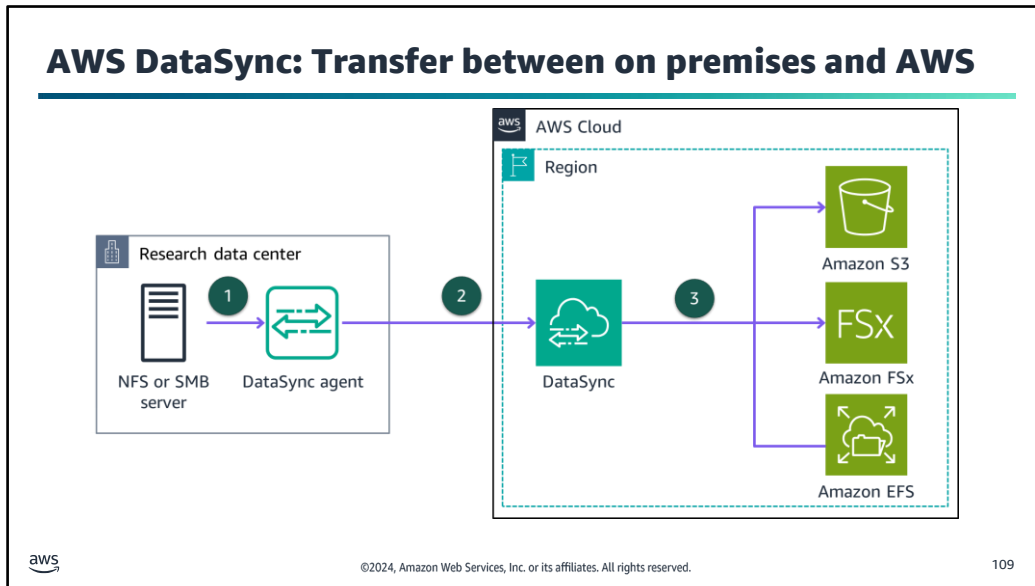 AWS DataSync: Transfer between on premises and AWS
aws
AWS Cloud
Region
Research data center
1
2
3
NFS or SMB
server
DataSync agent
DataSync
Amazon S3
FSx
Amazon FSx
Amazon EFS
aws
©2024, Amazon Web Services, Inc. or its affiliates. All rights reserved.
109